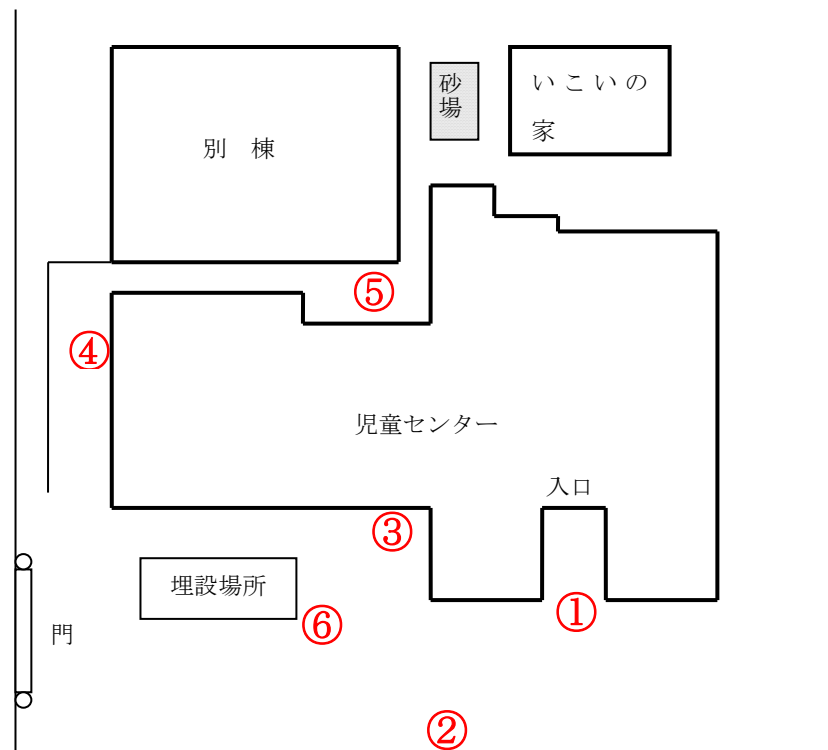 砂場
いこいの
家
別 棟
⑤
④
児童センター
入口
③
①
埋設場所
⑥
門
②